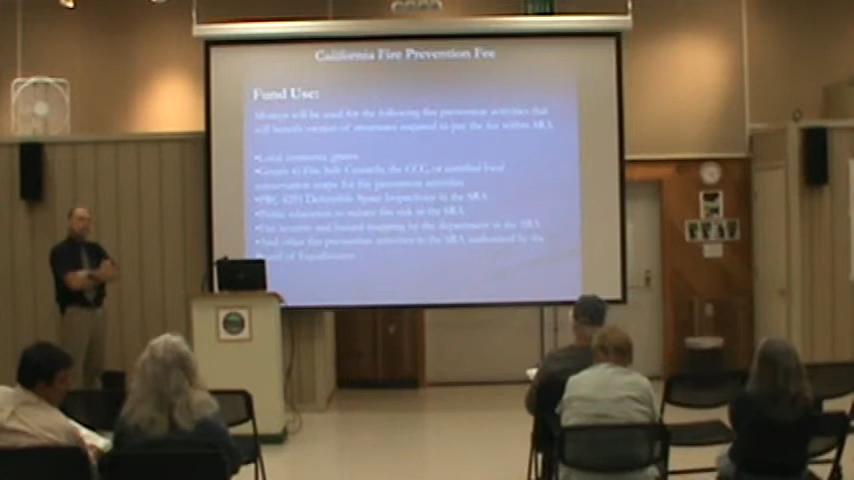 California Fire Prevention Fee
Fund Use:
Moneys will be used for the following fire prevention activities that
will benefit owners of structures required to pay the fee within SRA.
•Local assistance grants
•Grants to Fire Safe Councils, the CCC, or certified local
conservation corps for fire prevention activities
•PRC 4291 Defensible Space Inspections in the SRA
•Public education to reduce fire risk in the SRA
•Fire severity and hazard mapping by the department in the SRA
•And other fire prevention activities in the SRA, authorized by the
Board of Equalization